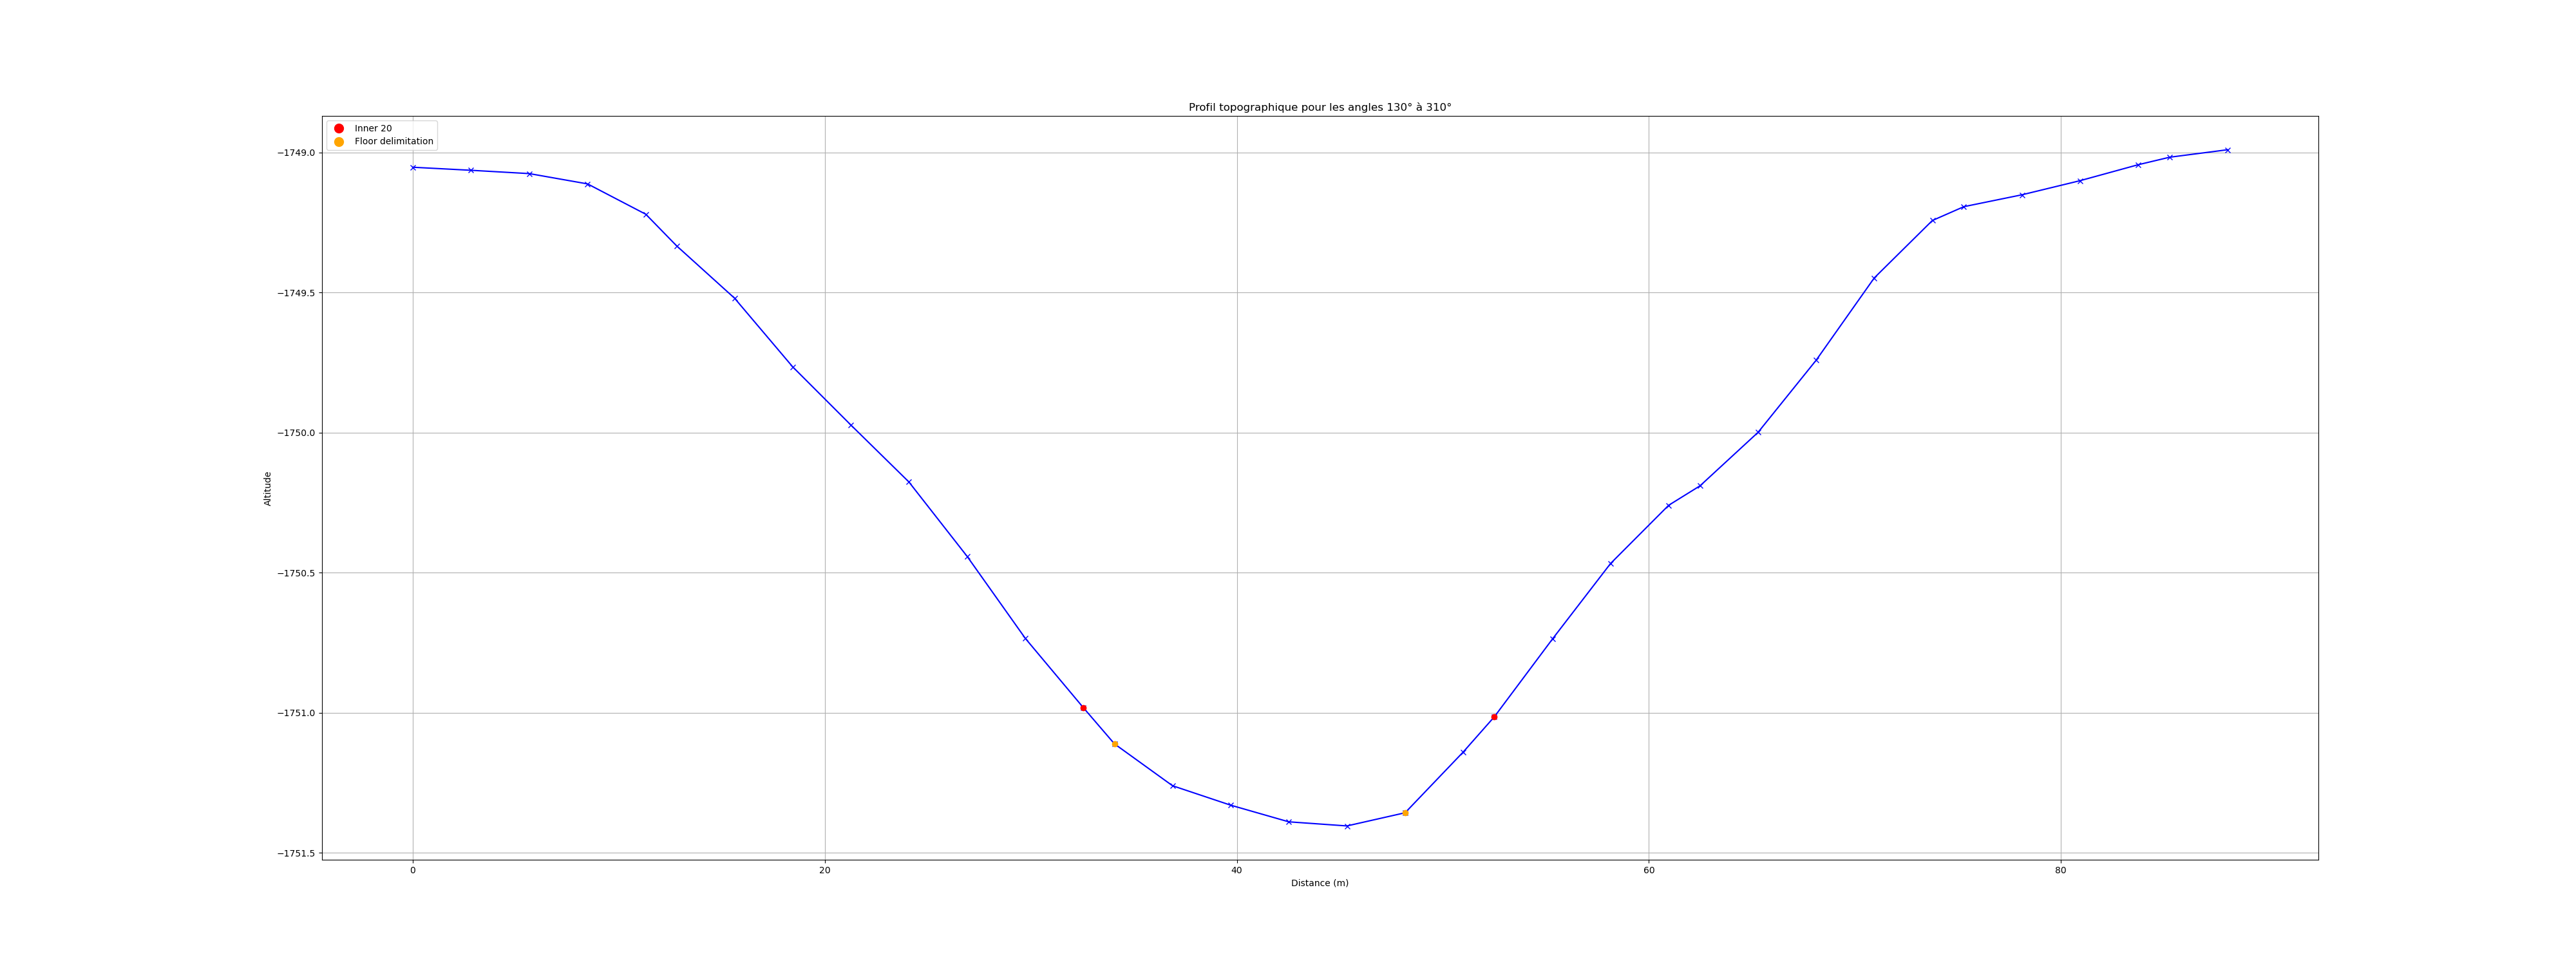 Profil topographique pour les angles 130° à 310°
Inner 20
Floor delimitation
−1749.0
−1749.5
−1750.0
−1750.5
−1751.0
−1751.5
Altitude
0 20 40 60 80
Distance (m)